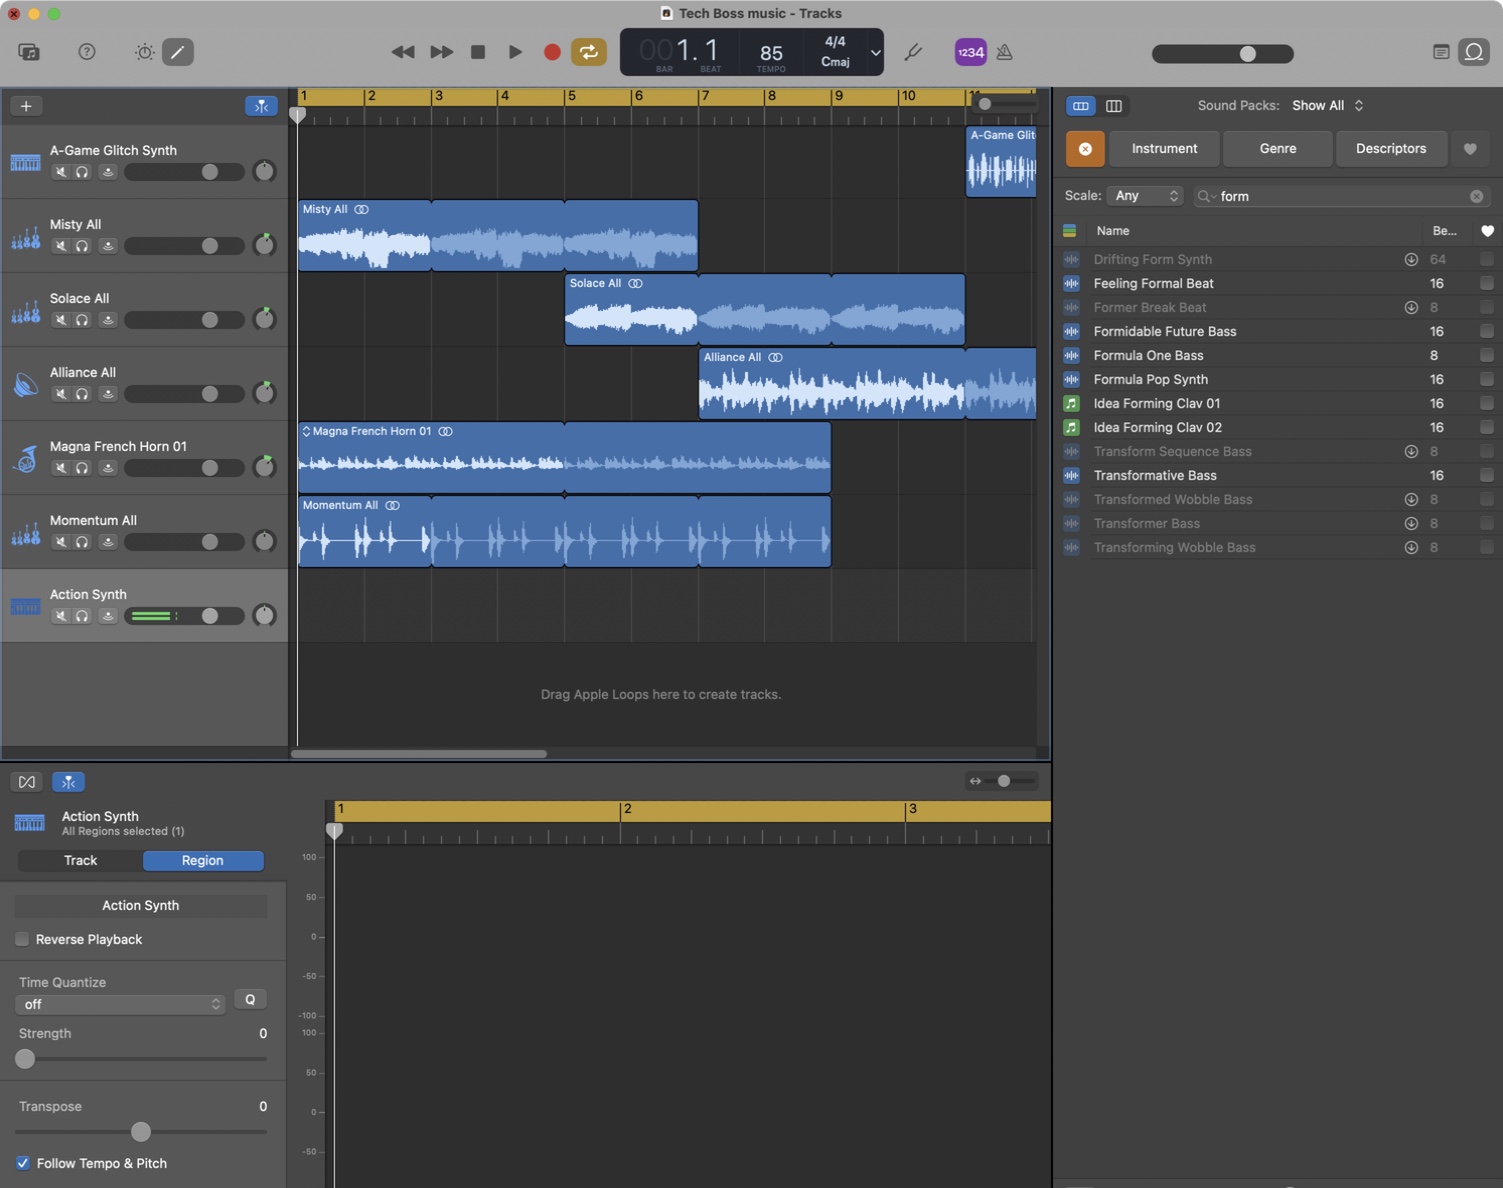 Tech Boss music - Tracks
001.1
BAR
BEAT
85
TEMPO
4/4
Cmaj
1234
1
2
3
4
5
6
7
8
9
10
11
A-Game Glitch Synth
Misty All
Solace All
Alliance All
Magna French Horn 01
Momentum All
Action Synth
A-Game Glit
Misty All
Solace All
Alliance All
Magna French Horn 01
Momentum All
Drag Apple Loops here to create tracks.
Sound Packs:
Show All
Instrument
Genre
Descriptors
Scale:
Any
form
Name
Be...
Drifting Form Synth 64
Feeling Formal Beat 16
Former Break Beat 8
Formidable Future Bass 16
Formula One Bass 8
Formula Pop Synth 16
Idea Forming Clav 01 16
Idea Forming Clav 02 16
Transform Sequence Bass 8
Transformative Bass 16
Transformed Wobble Bass 8
Transformer Bass 8
Transforming Wobble Bass 8
Action Synth
All Regions selected (1)
Track
Region
Action Synth
Reverse Playback
Time Quantize
off
Q
Strength 0
Transpose 0
Follow Tempo & Pitch
1
2
3
100
50
0
-50
-100
100
50
0
-50